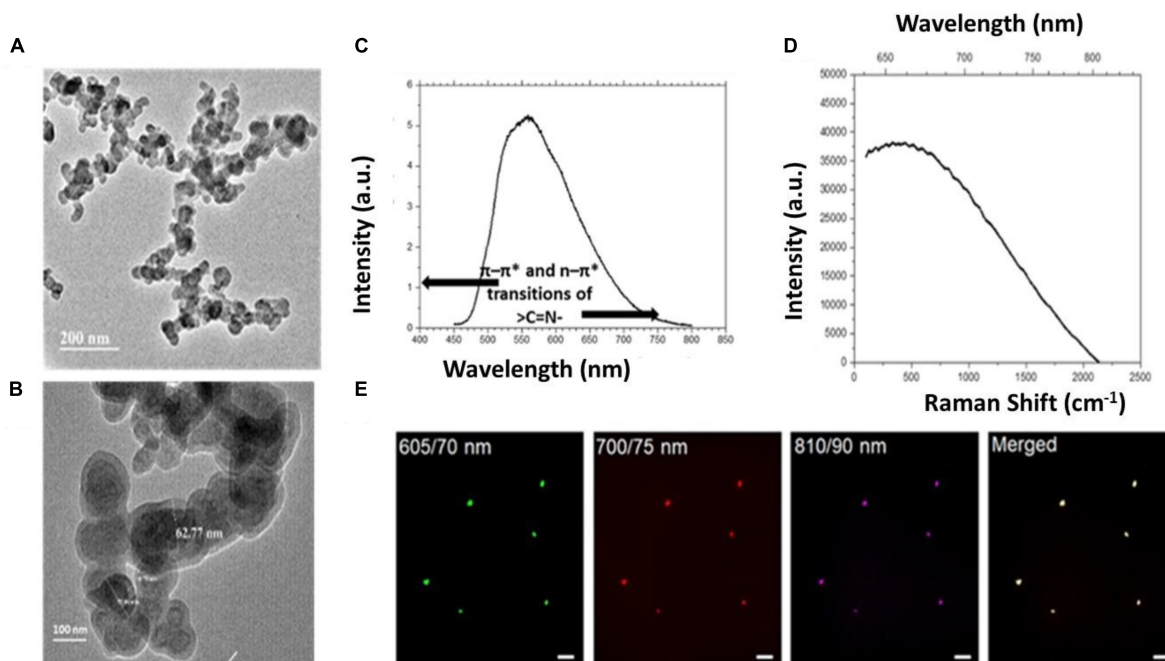 A
200 nm
B
62.77 nm
100 nm
C
6
5
4
3
2
1
0
Intensity (a.u.)
π–π* and n–π*
transitions of
>C=N-
400 450 500 550 600 650 700 750 800 850
Wavelength (nm)
D
Wavelength (nm)
650 700 750 800
50000
45000
40000
35000
30000
25000
20000
15000
10000
5000
0
Intensity (a.u.)
0 500 1000 1500 2000 2500
Raman Shift (cm-1)
E
605/70 nm
700/75 nm
810/90 nm
Merged